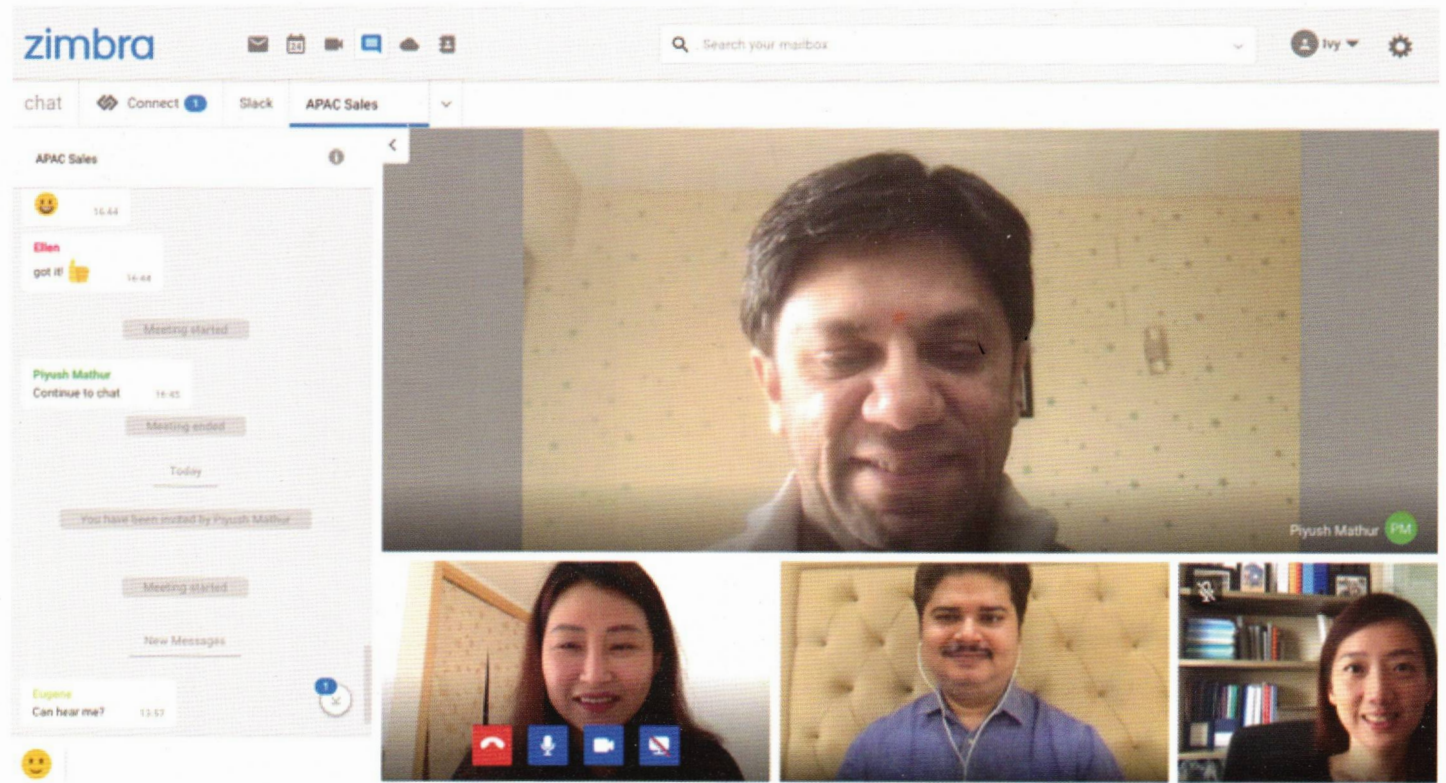 zimbra
24
Search your mailbox
Ivy
chat
Connect 1
Slack
APAC Sales
APAC Sales
16:44
Ellen
got it!
16:44
Meeting started
Piyush Mathur
Continue to chat
16:45
Meeting ended
Today
You have been invited by Piyush Mathur
Meeting started
New Messages
Eugene
Can hear me?
13:57
1
Piyush Mathur PM